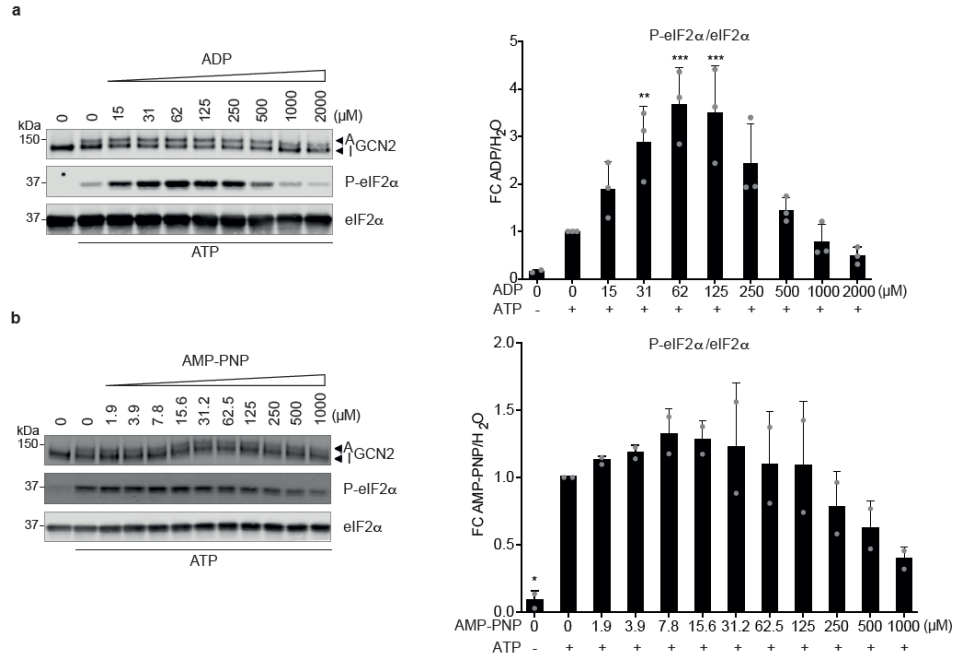 a
ADP
0 0 15 31 62 125 250 500 1000 2000 (μM)
kDa
150
A
I
GCN2
37
P-eIF2α
37
eIF2α
ATP
P-eIF2α/eIF2α
FC ADP/H2O
5
4
3
2
1
0
** *** ***
ADP 0 0 15 31 62 125 250 500 1000 2000 (μM)
ATP - + + + + + + + + +
b
AMP-PNP
0 0 1.9 3.9 7.8 15.6 31.2 62.5 125 250 500 1000 (μM)
kDa
150
A
I
GCN2
37
P-eIF2α
37
eIF2α
ATP
P-eIF2α/eIF2α
FC AMP-PNP/H2O
2.0
1.5
1.0
0.5
0.0
*
AMP-PNP 0 0 1.9 3.9 7.8 15.6 31.2 62.5 125 250 500 1000 (μM)
ATP - + + + + + + + + + + +